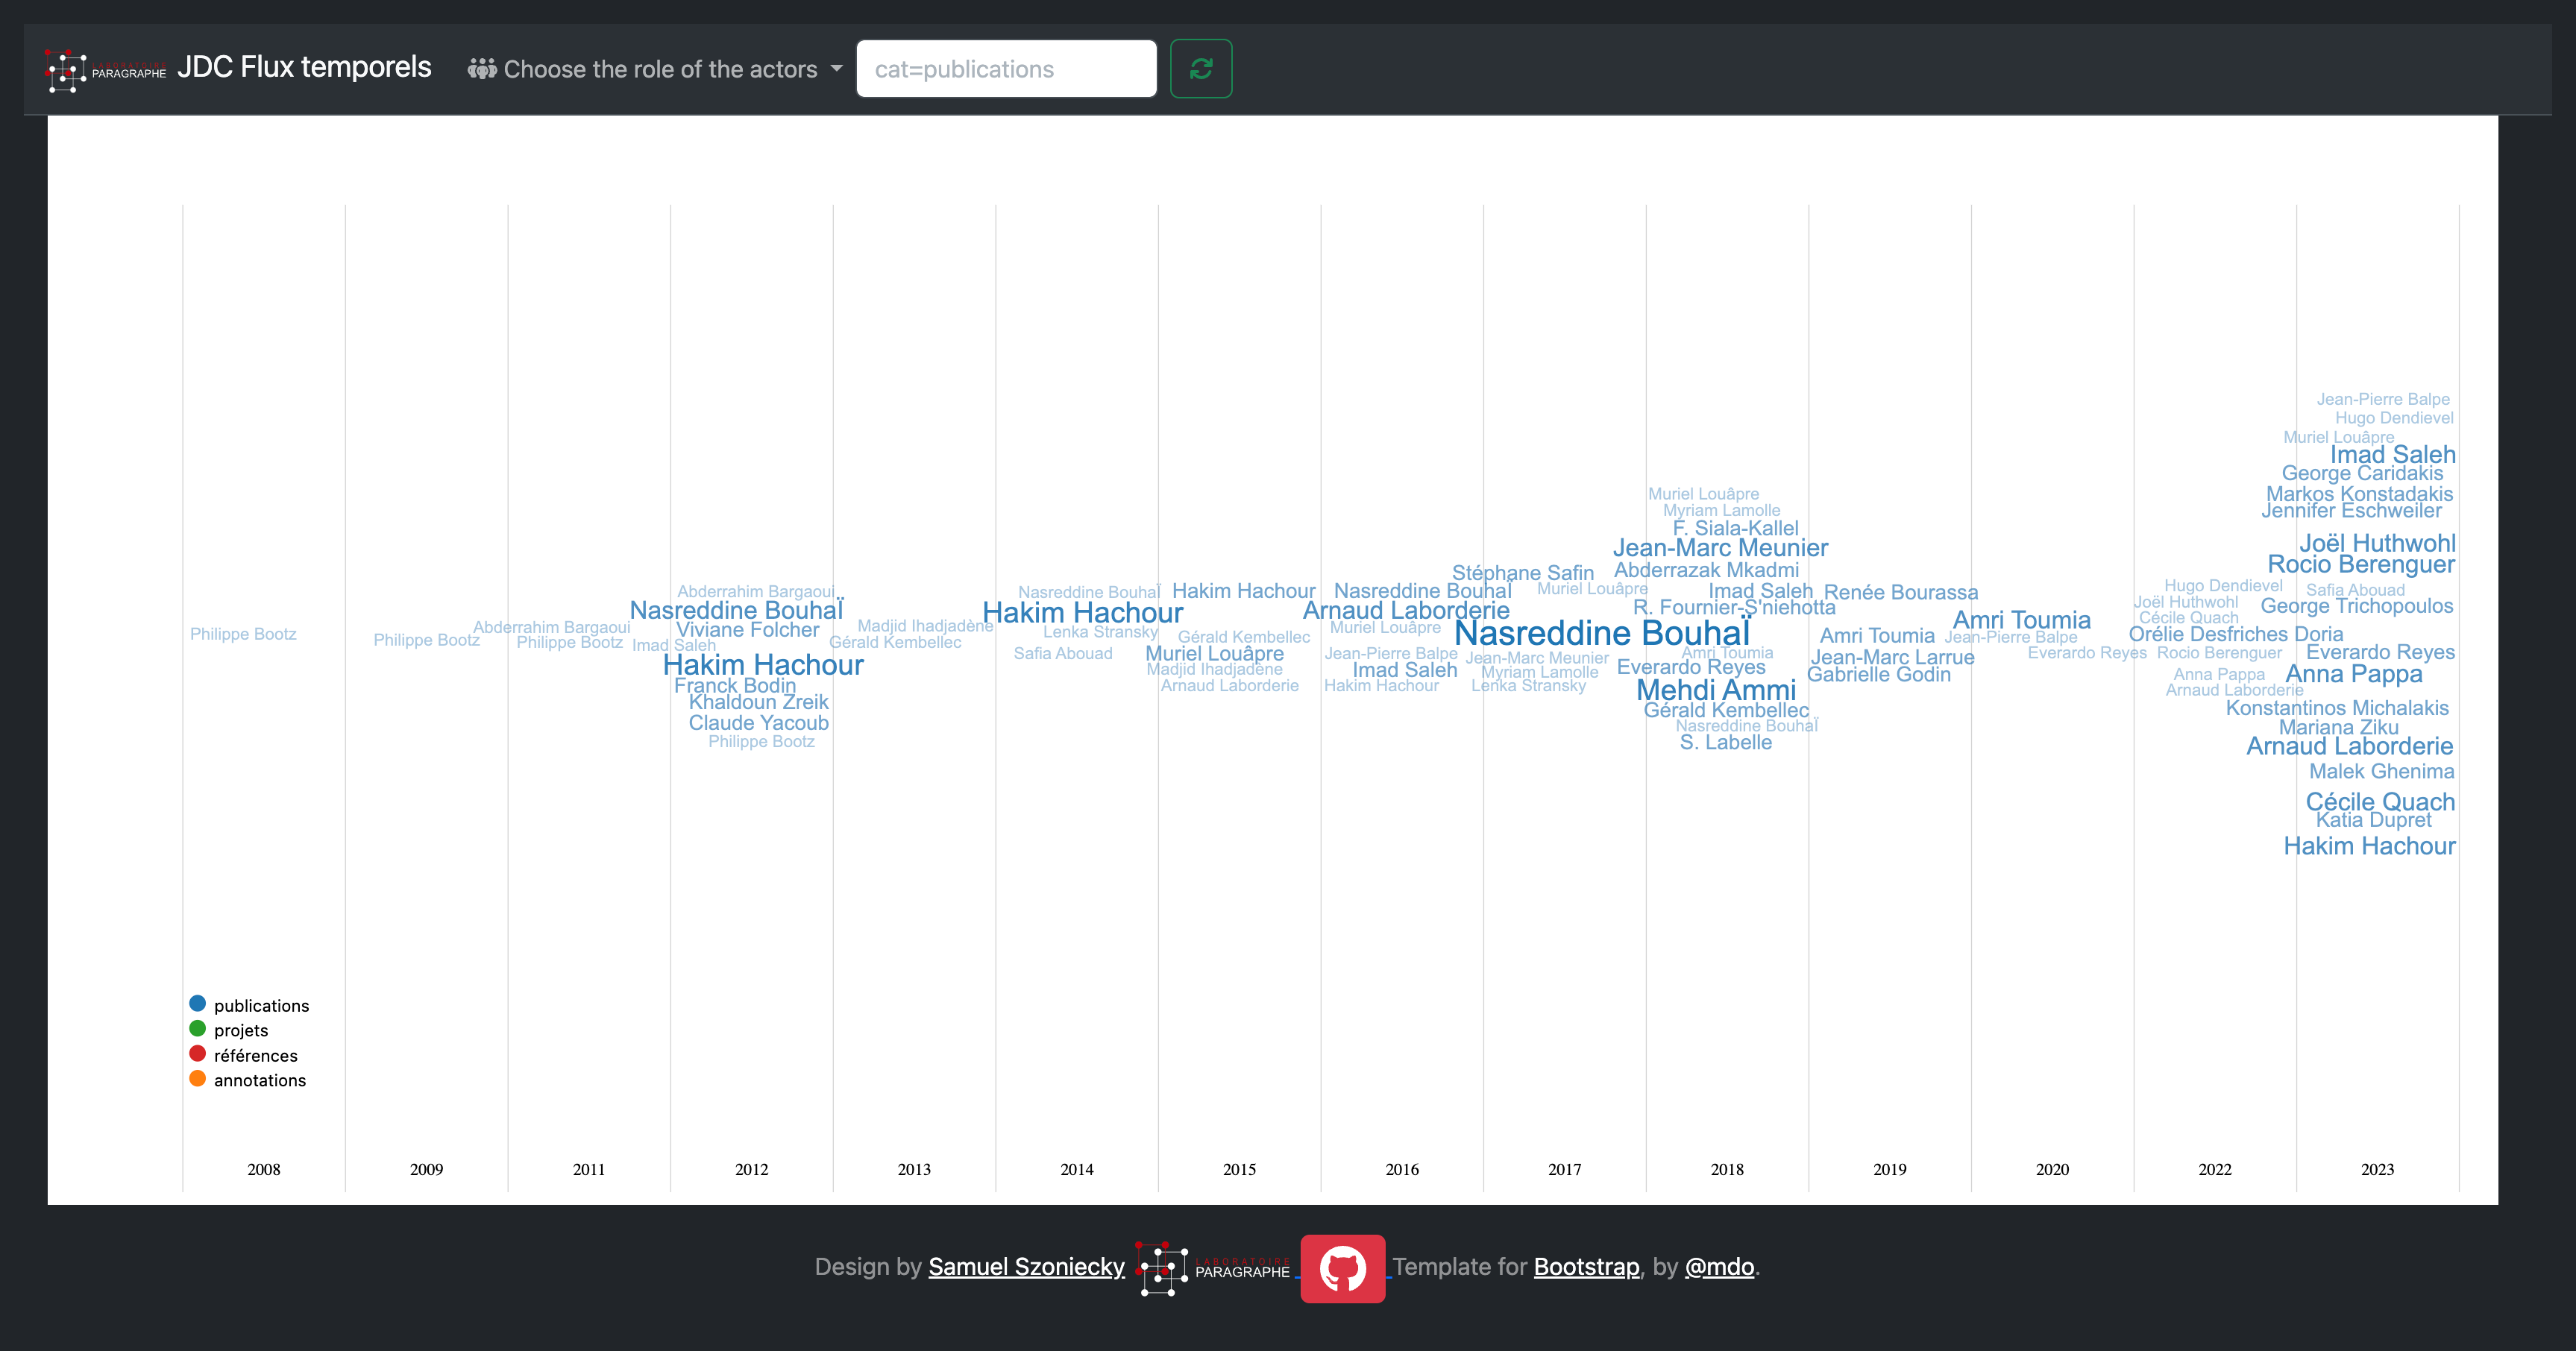 LABORATOIRE
PARAGRAPHE
JDC Flux temporels
Choose the role of the actors
cat=publications
Philippe Bootz
Philippe Bootz
Abderrahim Bargaoui
Philippe Bootz
Abderrahim Bargaoui
Nasreddine BouhaÏ
Viviane Folcher
Imad Saleh
Hakim Hachour
Franck Bodin
Khaldoun Zreik
Claude Yacoub
Philippe Bootz
Madjid Ihadjadène
Gérald Kembellec
Nasreddine BouhaÏ
Hakim Hachour
Lenka Stransky
Safia Abouad
Hakim Hachour
Gérald Kembellec
Muriel Louâpre
Madjid Ihadjadène
Arnaud Laborderie
Nasreddine BouhaÏ
Arnaud Laborderie
Muriel Louâpre
Jean-Pierre Balpe
Imad Saleh
Hakim Hachour
Stéphane Safin
Muriel Louâpre
Nasreddine BouhaÏ
Jean-Marc Meunier
Myriam Lamolle
Lenka Stransky
Muriel Louâpre
Myriam Lamolle
F. Siala-Kallel
Jean-Marc Meunier
Abderrazak Mkadmi
Imad Saleh
R. Fournier-S'niehotta
Amri Toumia
Everardo Reyes
Mehdi Ammi
Gérald Kembellec
Nasreddine BouhaÏ
S. Labelle
Renée Bourassa
Amri Toumia
Jean-Marc Larrue
Gabrielle Godin
Amri Toumia
Jean-Pierre Balpe
Everardo Reyes
Hugo Dendievel
Joël Huthwohl
Cécile Quach
Orélie Desfriches Doria
Rocio Berenguer
Anna Pappa
Arnaud Laborderie
Jean-Pierre Balpe
Hugo Dendievel
Muriel Louâpre
Imad Saleh
George Caridakis
Markos Konstadakis
Jennifer Eschweiler
Joël Huthwohl
Rocio Berenguer
Safia Abouad
George Trichopoulos
Everardo Reyes
Anna Pappa
Konstantinos Michalakis
Mariana Ziku
Arnaud Laborderie
Malek Ghenima
Cécile Quach
Katia Dupret
Hakim Hachour
publications
projets
références
annotations
2008 2009 2011 2012 2013 2014 2015 2016 2017 2018 2019 2020 2022 2023
Design by Samuel Szoniecky LABORATOIRE PARAGRAPHE Template for Bootstrap, by @mdo.